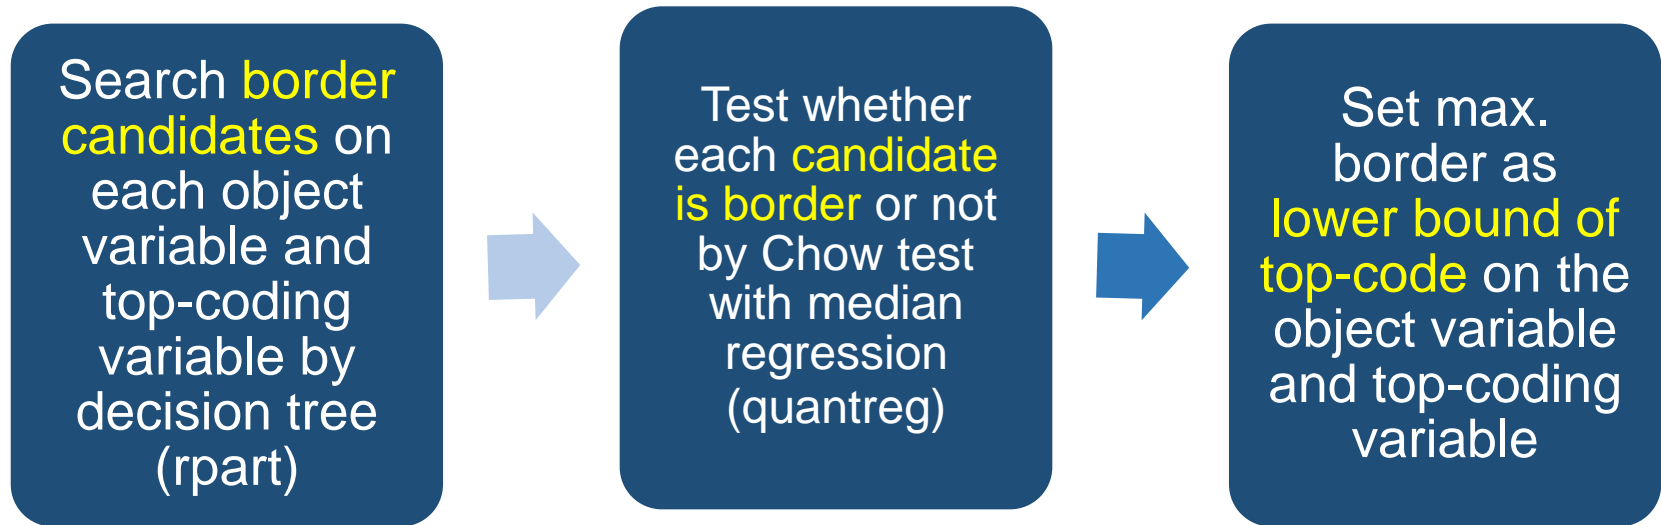 Search border
candidates on
each object
variable and
top-coding
variable by
decision tree
(rpart)
Test whether
each candidate
is border or not
by Chow test
with median
regression
(quantreg)
Set max.
border as
lower bound of
top-code on the
object variable
and top-coding
variable